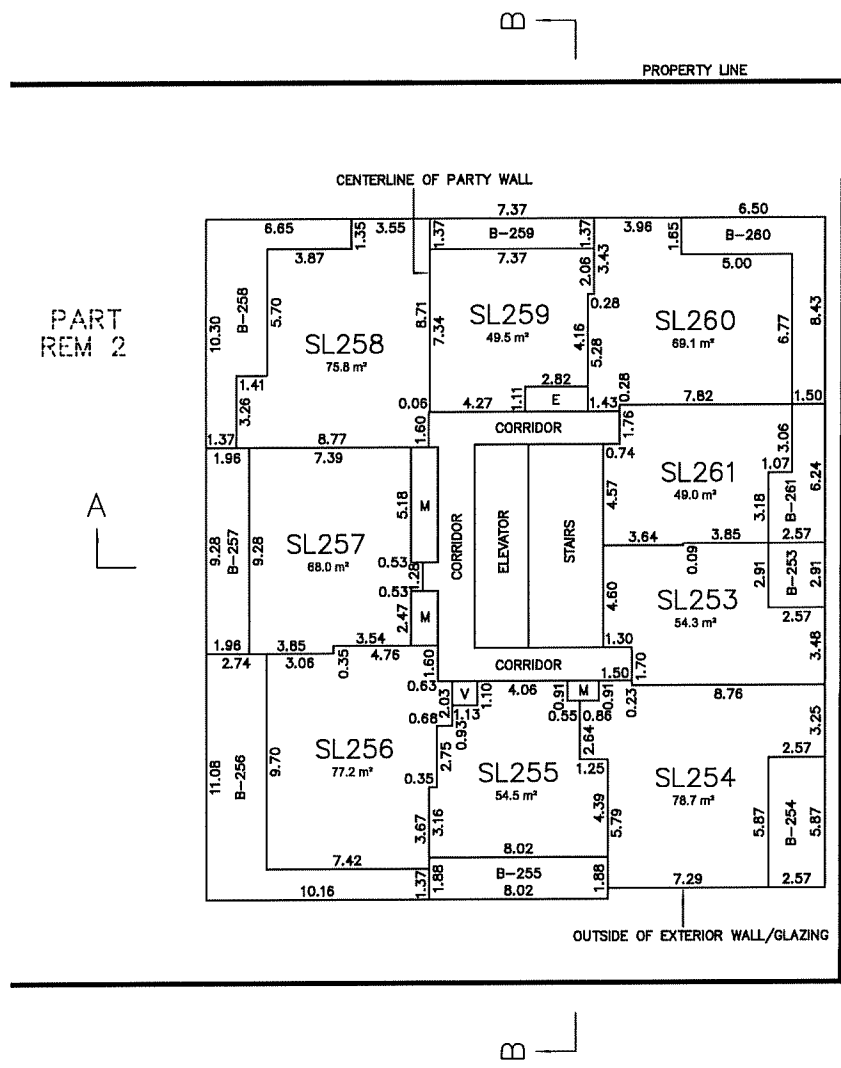 B
PROPERTY LINE
CENTERLINE OF PARTY WALL
7.37
6.65
3.55
3.96
6.50
1.35
1.37
B-259
1.37
1.65
B-260
3.87
7.37
5.00
2.06
3.43
PART
REM 2
10.30
B-258
5.70
8.71
7.34
0.28
SL258
75.8 m²
SL259
49.5 m²
4.16
5.28
SL260
69.1 m²
6.77
8.43
1.41
3.26
2.82
0.28
0.06
4.27
1.11
E
1.43
7.82
1.50
1.60
CORRIDOR
1.76
3.06
1.37
8.77
1.96
7.39
0.74
1.07
SL261
49.0 m²
6.24
A
5.18
M
4.57
3.18
B-261
9.28
B-257
9.28
SL257
68.0 m²
CORRIDOR
ELEVATOR
STAIRS
3.64
3.85
2.57
0.09
0.53
1.28
0.53
2.91
B-253
2.91
2.47
M
4.60
SL253
54.3 m²
2.57
1.96
3.85
3.54
1.30
3.48
2.74
3.06
0.35
4.76
1.60
CORRIDOR
1.50
1.70
0.63
V
1.10
4.06
0.91
M
0.91
0.23
8.76
2.03
1.13
0.55
0.86
0.68
0.93
3.25
11.08
B-256
9.70
SL256
77.2 m²
2.75
2.64
2.57
0.35
SL255
54.5 m²
1.25
SL254
78.7 m²
3.67
3.16
4.39
5.79
5.87
B-254
5.87
8.02
7.42
1.37
1.88
B-255
1.88
10.16
8.02
7.29
2.57
OUTSIDE OF EXTERIOR WALL/GLAZING
B